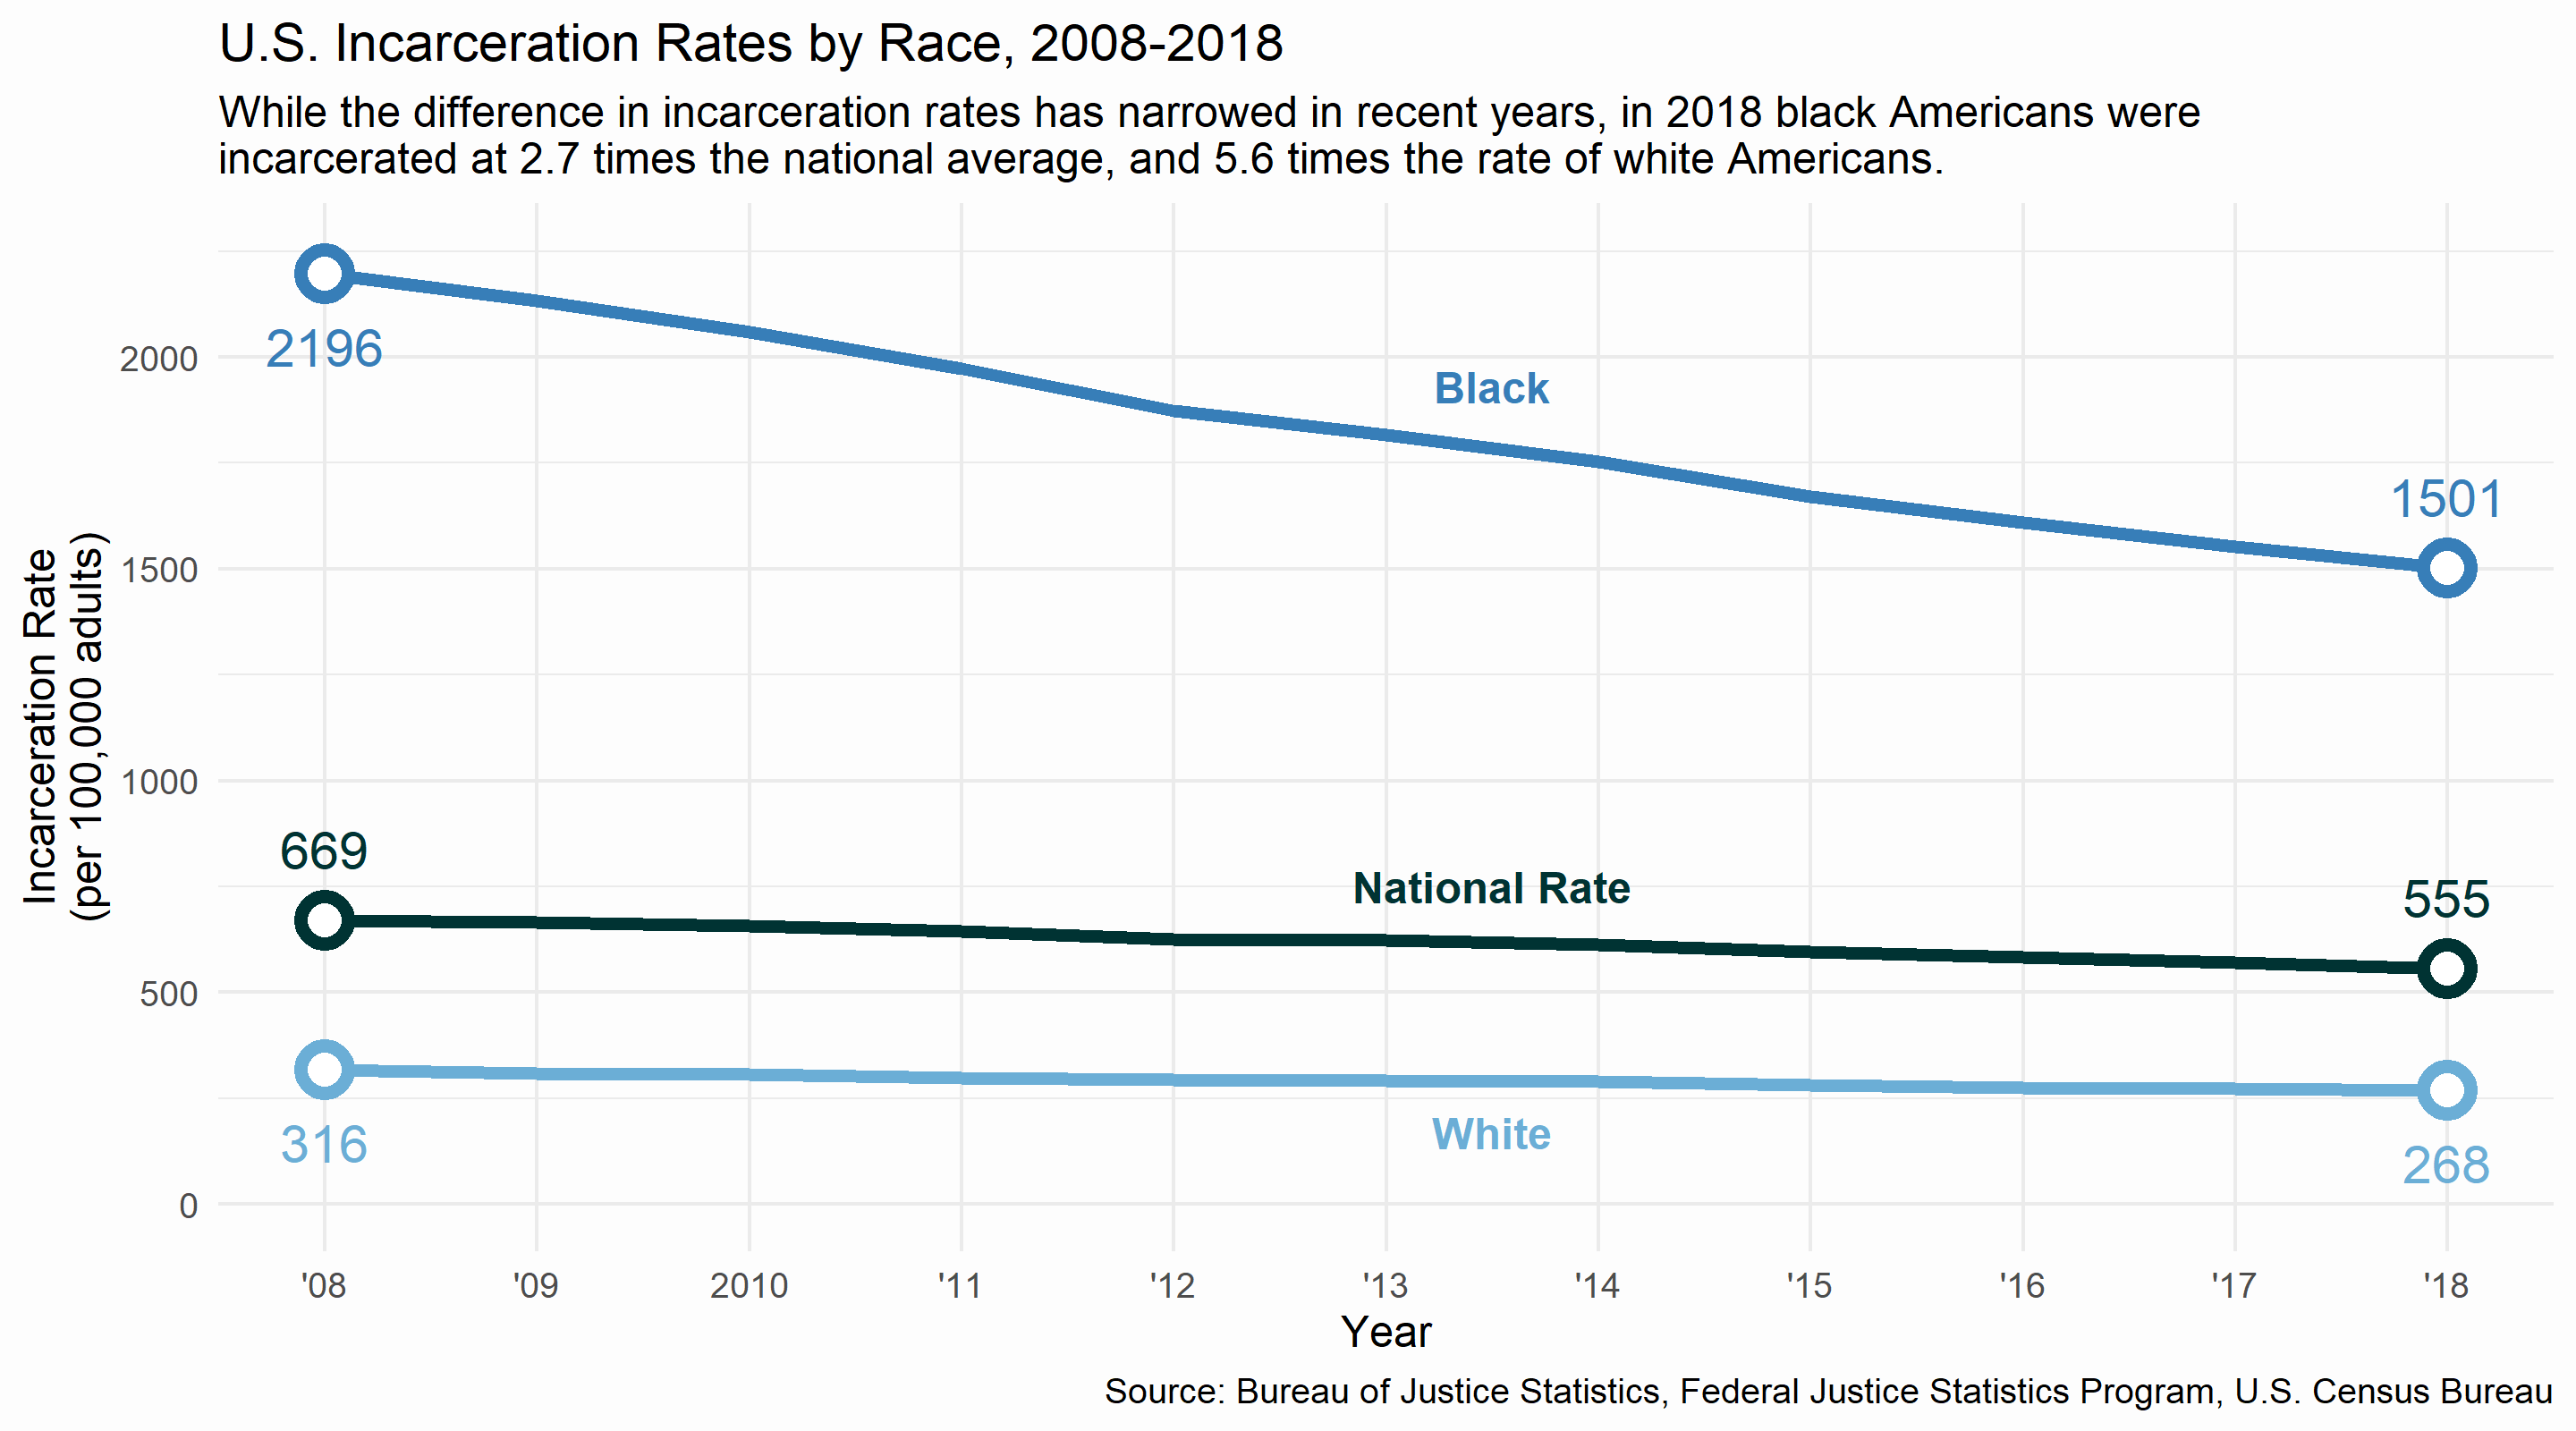 U.S. Incarceration Rates by Race, 2008-2018
While the difference in incarceration rates has narrowed in recent years, in 2018 black Americans were
incarcerated at 2.7 times the national average, and 5.6 times the rate of white Americans.
Incarceration Rate
(per 100,000 adults)
2000
1500
1000
500
0
2196
Black
1501
669
National Rate
555
316
White
268
'08
'09
2010
'11
'12
'13
'14
'15
'16
'17
'18
Year
Source: Bureau of Justice Statistics, Federal Justice Statistics Program, U.S. Census Bureau